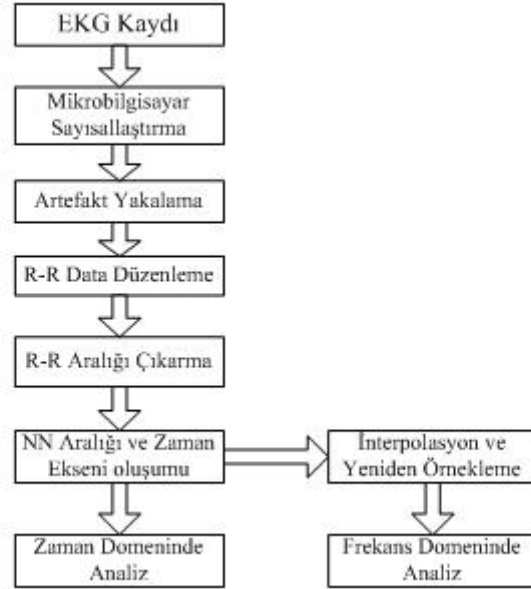 EKG Kaydı
Mikrobilgisayar
Sayısallaştırma
Artefakt Yakalama
R-R Data Düzenleme
R-R Aralığı Çıkarma
NN Aralığı ve Zaman
Ekseni oluşumu
İnterpolasyon ve
Yeniden Örnekleme
Zaman Domeninde
Analiz
Frekans Domeninde
Analiz